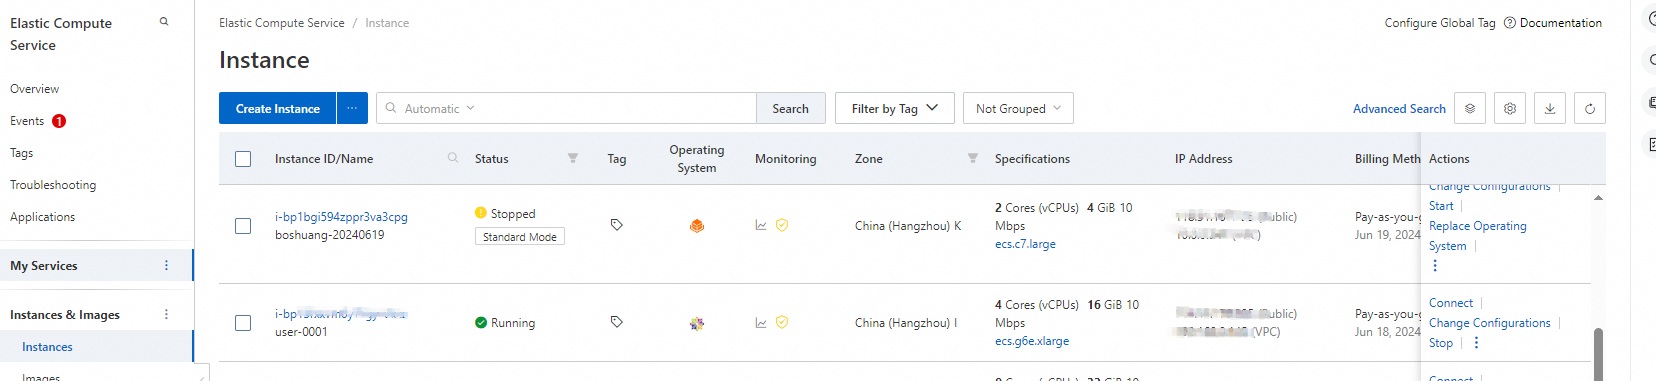 Elastic Compute
Service
Overview
Events 1
Tags
Troubleshooting
Applications
My Services
Instances & Images
Instances
Images
Elastic Compute Service / Instance
Configure Global Tag Documentation
Instance
Create Instance ··· Automatic Search Filter by Tag Not Grouped Advanced Search
Instance ID/Name Status Tag Operating System Monitoring Zone Specifications IP Address Billing Meth Actions
i-bp1bgi594zppr3va3cpg
boshuang-20240619
Stopped
Standard Mode
China (Hangzhou) K
2 Cores (vCPUs) 4 GiB 10
Mbps
ecs.c7.large
(Public)
Pay-as-you-g
Jun 19, 2024
Change Configurations
Start
Replace Operating
System
i-bp1
user-0001
Running
China (Hangzhou) I
4 Cores (vCPUs) 16 GiB 10
Mbps
ecs.g6e.xlarge
(VPC)
Pay-as-you-g
Jun 18, 2024
Connect
Change Configurations
Stop
Connect